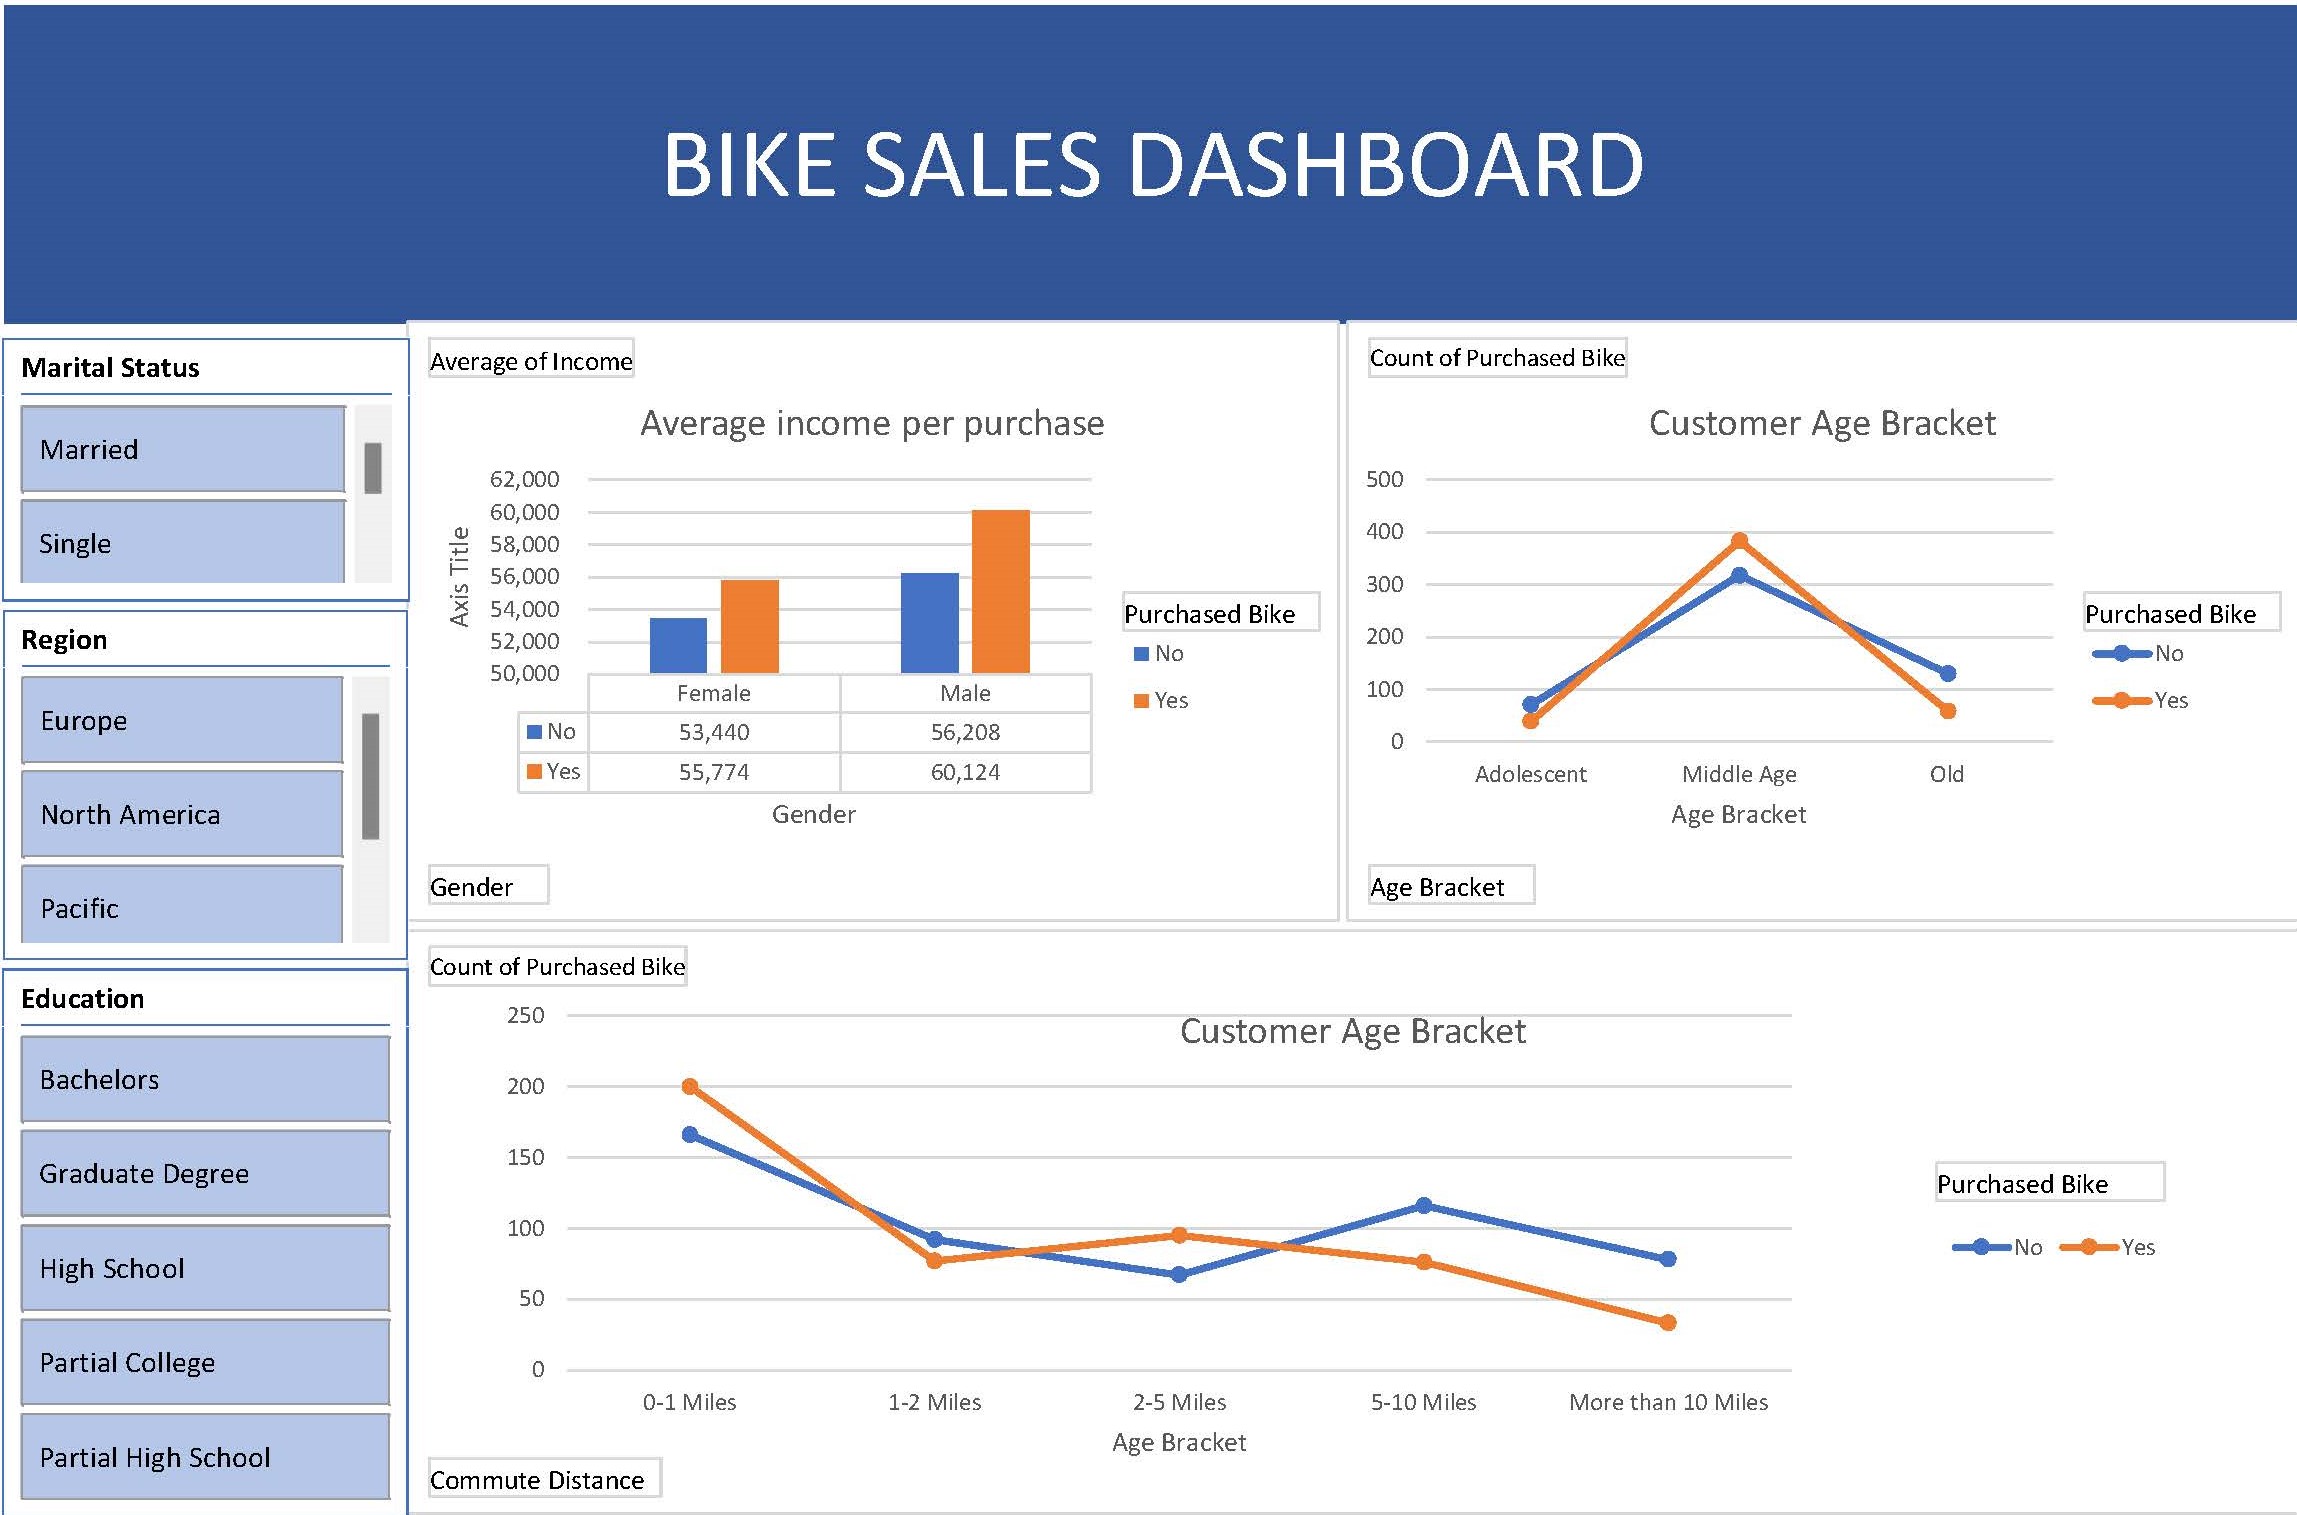 BIKE SALES DASHBOARD
Marital Status
Married
Single
Region
Europe
North America
Pacific
Education
Bachelors
Graduate Degree
High School
Partial College
Partial High School
Average of Income
Average income per purchase
Axis Title
62,000
60,000
58,000
56,000
54,000
52,000
50,000
Female Male
No 53,440 56,208
Yes 55,774 60,124
Gender
Purchased Bike
No
Yes
Gender
Count of Purchased Bike
Customer Age Bracket
500
400
300
200
100
0
Adolescent Middle Age Old
Age Bracket
Purchased Bike
No
Yes
Age Bracket
Count of Purchased Bike
Customer Age Bracket
250
200
150
100
50
0
0-1 Miles 1-2 Miles 2-5 Miles 5-10 Miles More than 10 Miles
Age Bracket
Purchased Bike
No Yes
Commute Distance